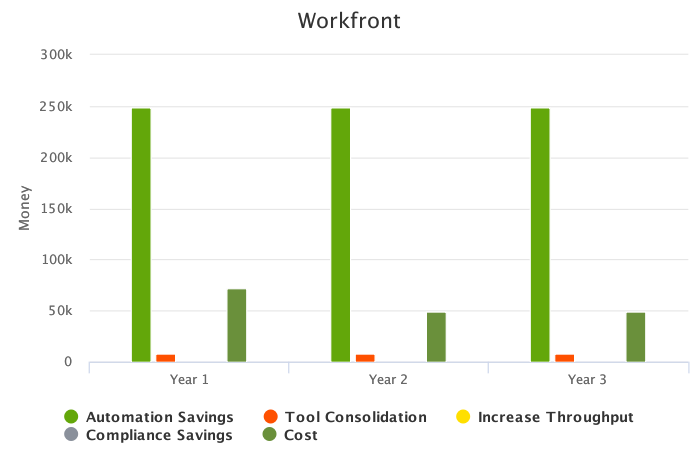 Workfront
300k
250k
200k
150k
100k
50k
0
Money
Year 1
Year 2
Year 3
Automation Savings
Tool Consolidation
Increase Throughput
Compliance Savings
Cost